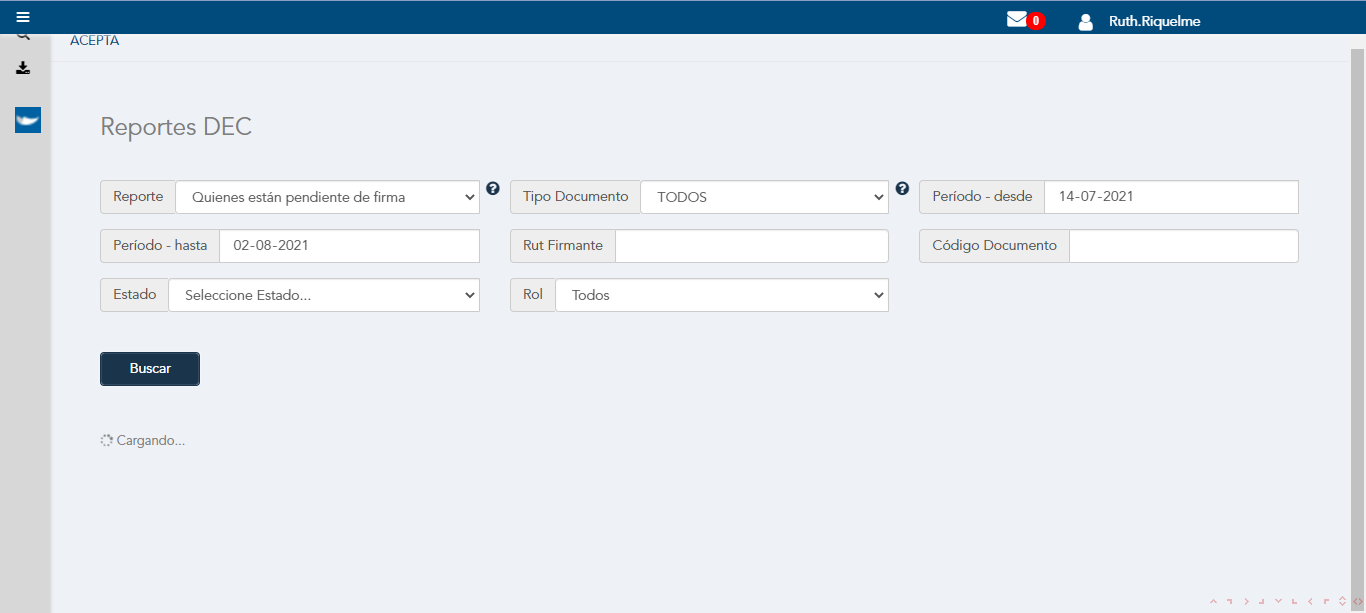 0 Ruth.Riquelme
ACEPTA
Reportes DEC
Reporte Quienes están pendiente de firma ? Tipo Documento TODOS ? Período - desde 14-07-2021
Período - hasta 02-08-2021 Rut Firmante Código Documento
Estado Seleccione Estado... Rol Todos
Buscar
Cargando...